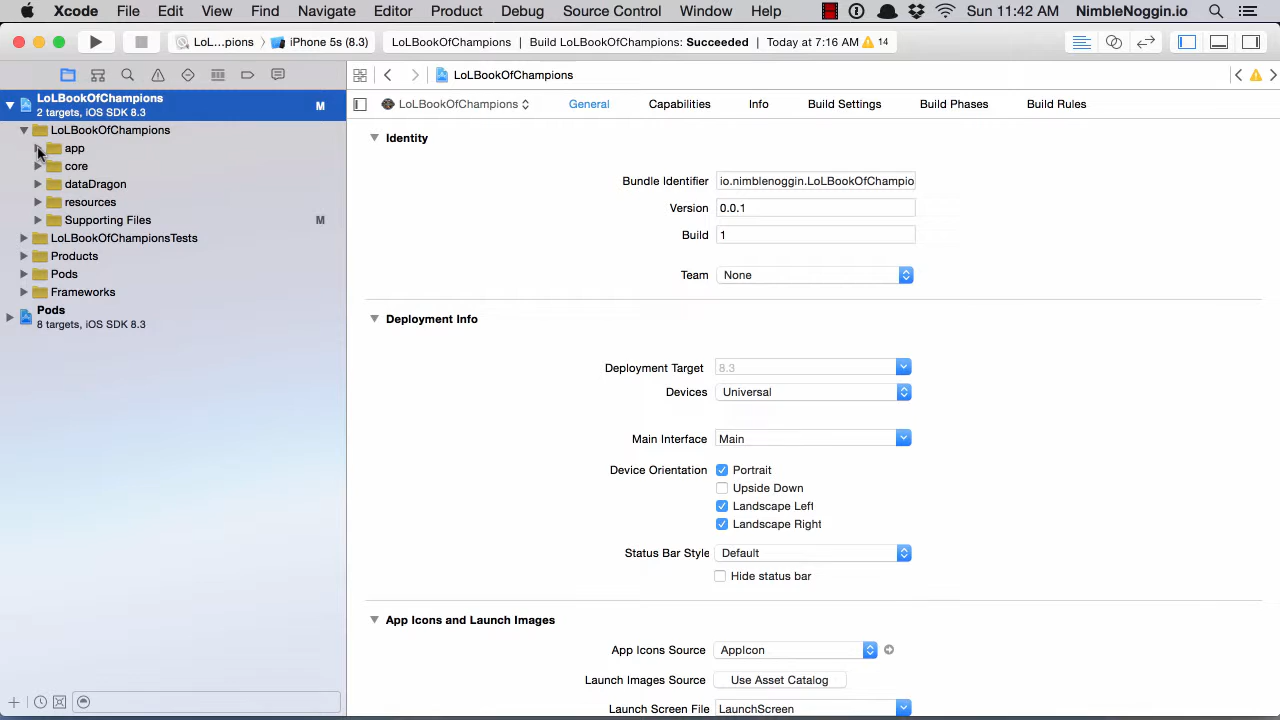 Xcode File Edit View Find Navigate Editor Product Debug Source Control Window Help Sun 11:42 AM NimbleNoggin.io
LoL...pions iPhone 5s (8.3) LoLBookOfChampions Build LoLBookOfChampions: Succeeded Today at 7:16 AM 14
LoLBookOfChampions
LoLBookOfChampions M
2 targets, iOS SDK 8.3
LoLBookOfChampions General Capabilities Info Build Settings Build Phases Build Rules
LoLBookOfChampions
app
core
dataDragon
resources
Supporting Files M
LoLBookOfChampionsTests
Products
Pods
Frameworks
Pods
8 targets, iOS SDK 8.3
Identity
Bundle Identifier io.nimblenoggin.LoLBookOfChampio
Version 0.0.1
Build 1
Team None
Deployment Info
Deployment Target 8.3
Devices Universal
Main Interface Main
Device Orientation Portrait
Upside Down
Landscape Left
Landscape Right
Status Bar Style Default
Hide status bar
App Icons and Launch Images
App Icons Source AppIcon
Launch Images Source Use Asset Catalog
Launch Screen File LaunchScreen